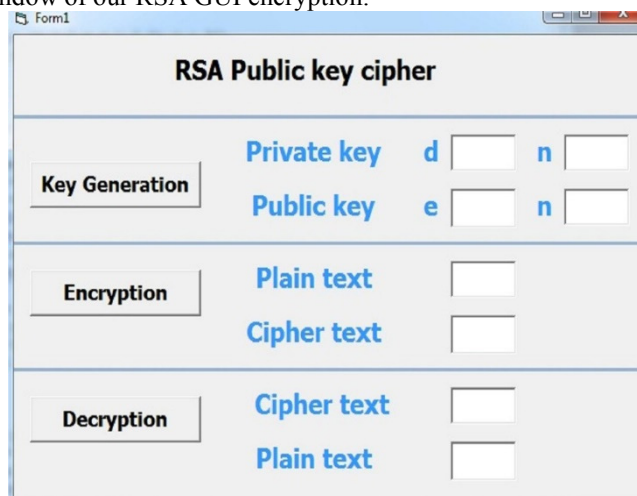 window of our RSA GUI encryption.
Form1
RSA Public key cipher
Private key d n
Key Generation
Public key e n
Plain text
Encryption
Cipher text
Cipher text
Decryption
Plain text